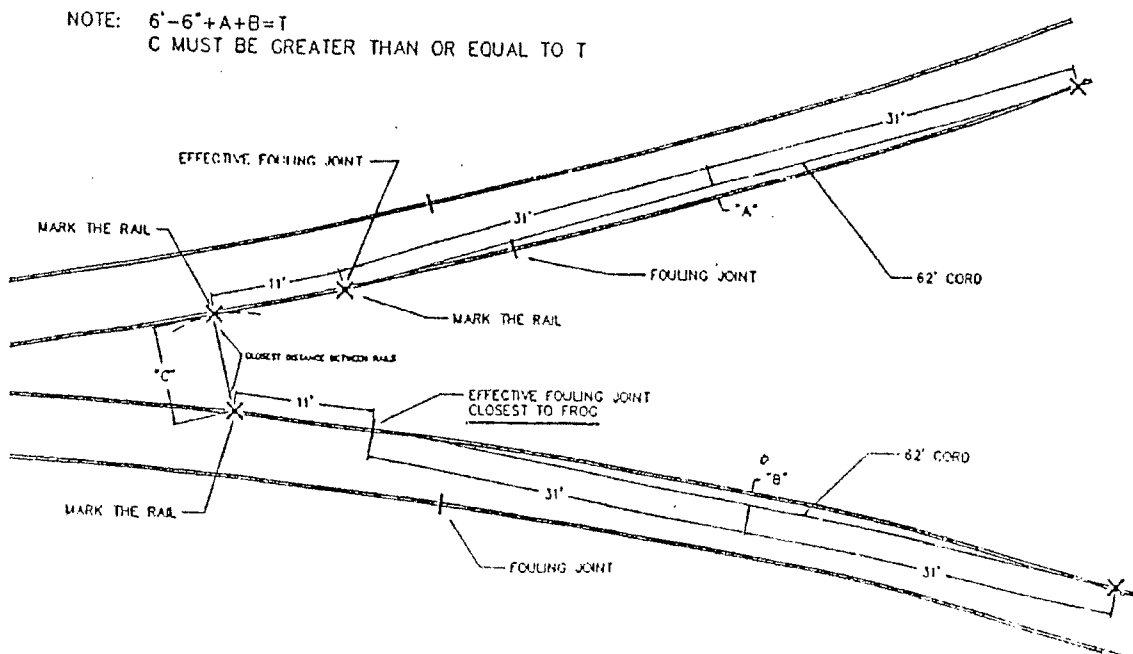 NOTE: 6'-6"+A+B=T
C MUST BE GREATER THAN OR EQUAL TO T
31'
EFFECTIVE FOULING JOINT
"A"
31'
MARK THE RAIL
FOULING JOINT
62' CORD
11'
MARK THE RAIL
CLOSEST DISTANCE BETWEEN RAILS
"C"
11'
EFFECTIVE FOULING JOINT
CLOSEST TO FROG
62' CORD
"B"
31'
MARK THE RAIL
FOULING JOINT
31'